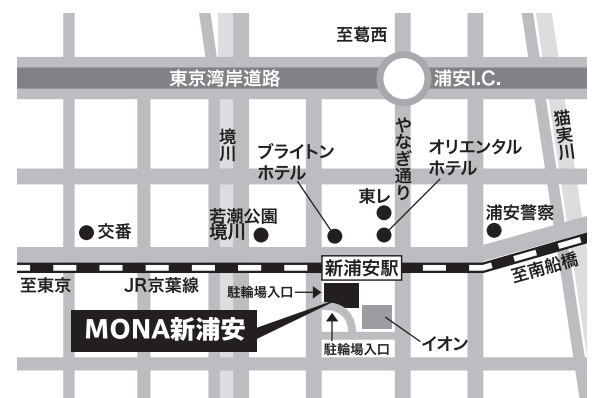 至葛西
東京湾岸道路
浦安I.C.
境川
やなぎ通り
猫実川
ブライトン
ホテル
オリエンタル
ホテル
東レ
若潮公園
境川
交番
浦安警察
新浦安駅
至東京
JR京葉線
至南船橋
駐輪場入口
MONA新浦安
駐輪場入口
イオン